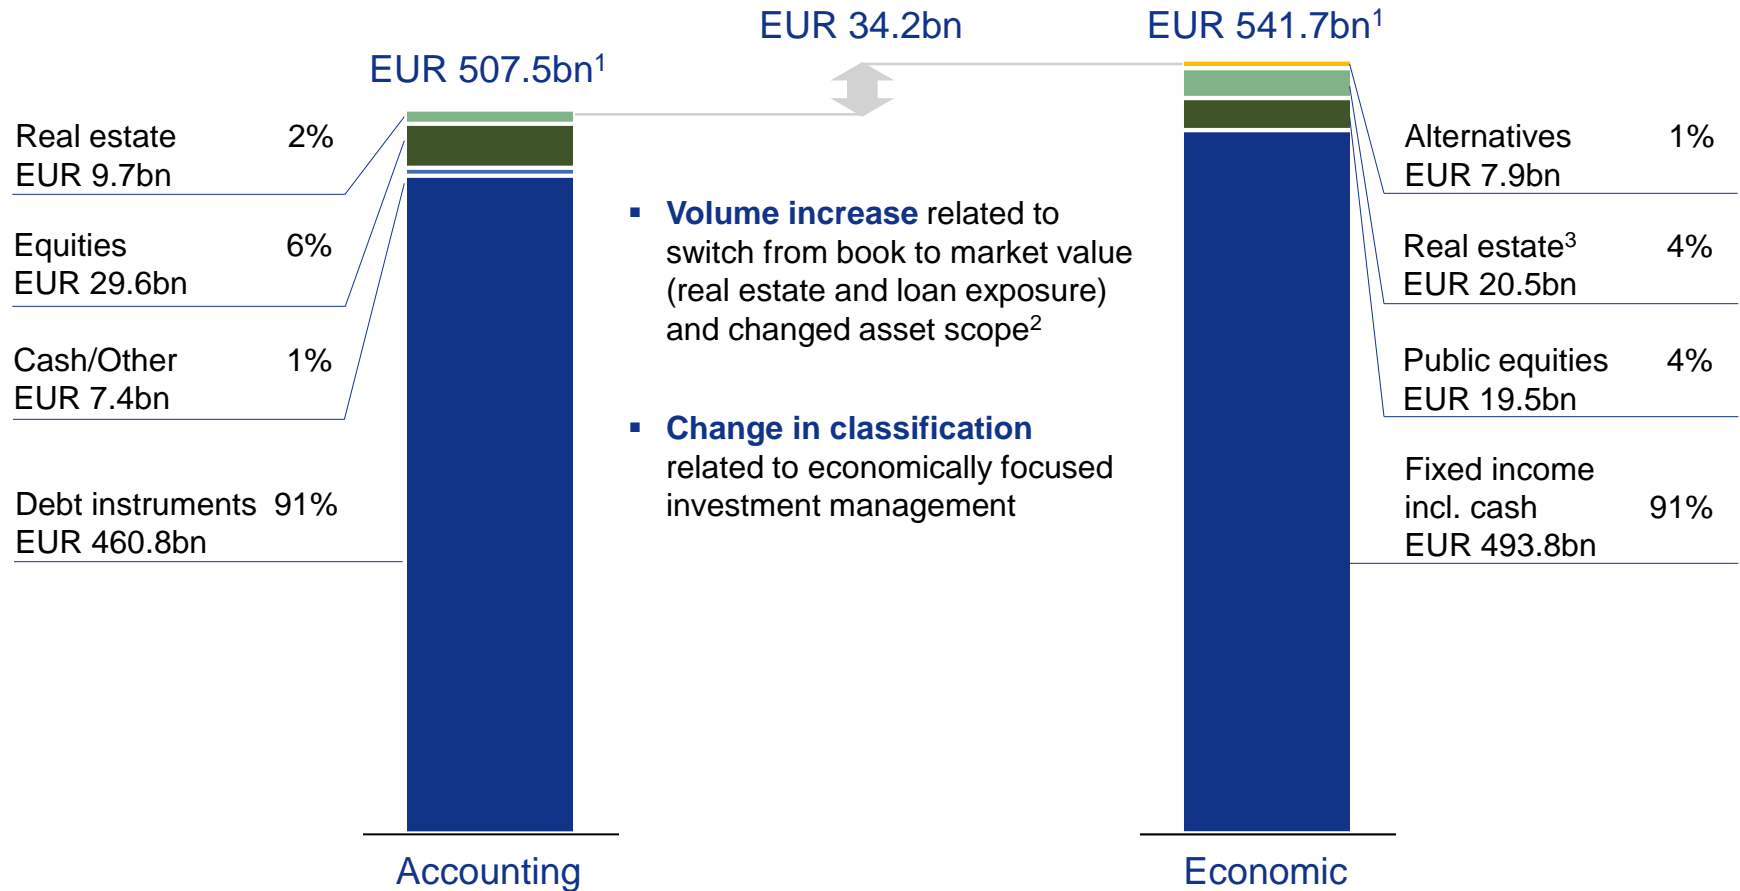 EUR 507.5bn¹
EUR 34.2bn
EUR 541.7bn¹
Real estate 2%
EUR 9.7bn
Equities 6%
EUR 29.6bn
Cash/Other 1%
EUR 7.4bn
Debt instruments 91%
EUR 460.8bn
▪ Volume increase related to
switch from book to market value
(real estate and loan exposure)
and changed asset scope²
▪ Change in classification
related to economically focused
investment management
Alternatives 1%
EUR 7.9bn
Real estate³ 4%
EUR 20.5bn
Public equities 4%
EUR 19.5bn
Fixed income
incl. cash 91%
EUR 493.8bn
Accounting
Economic